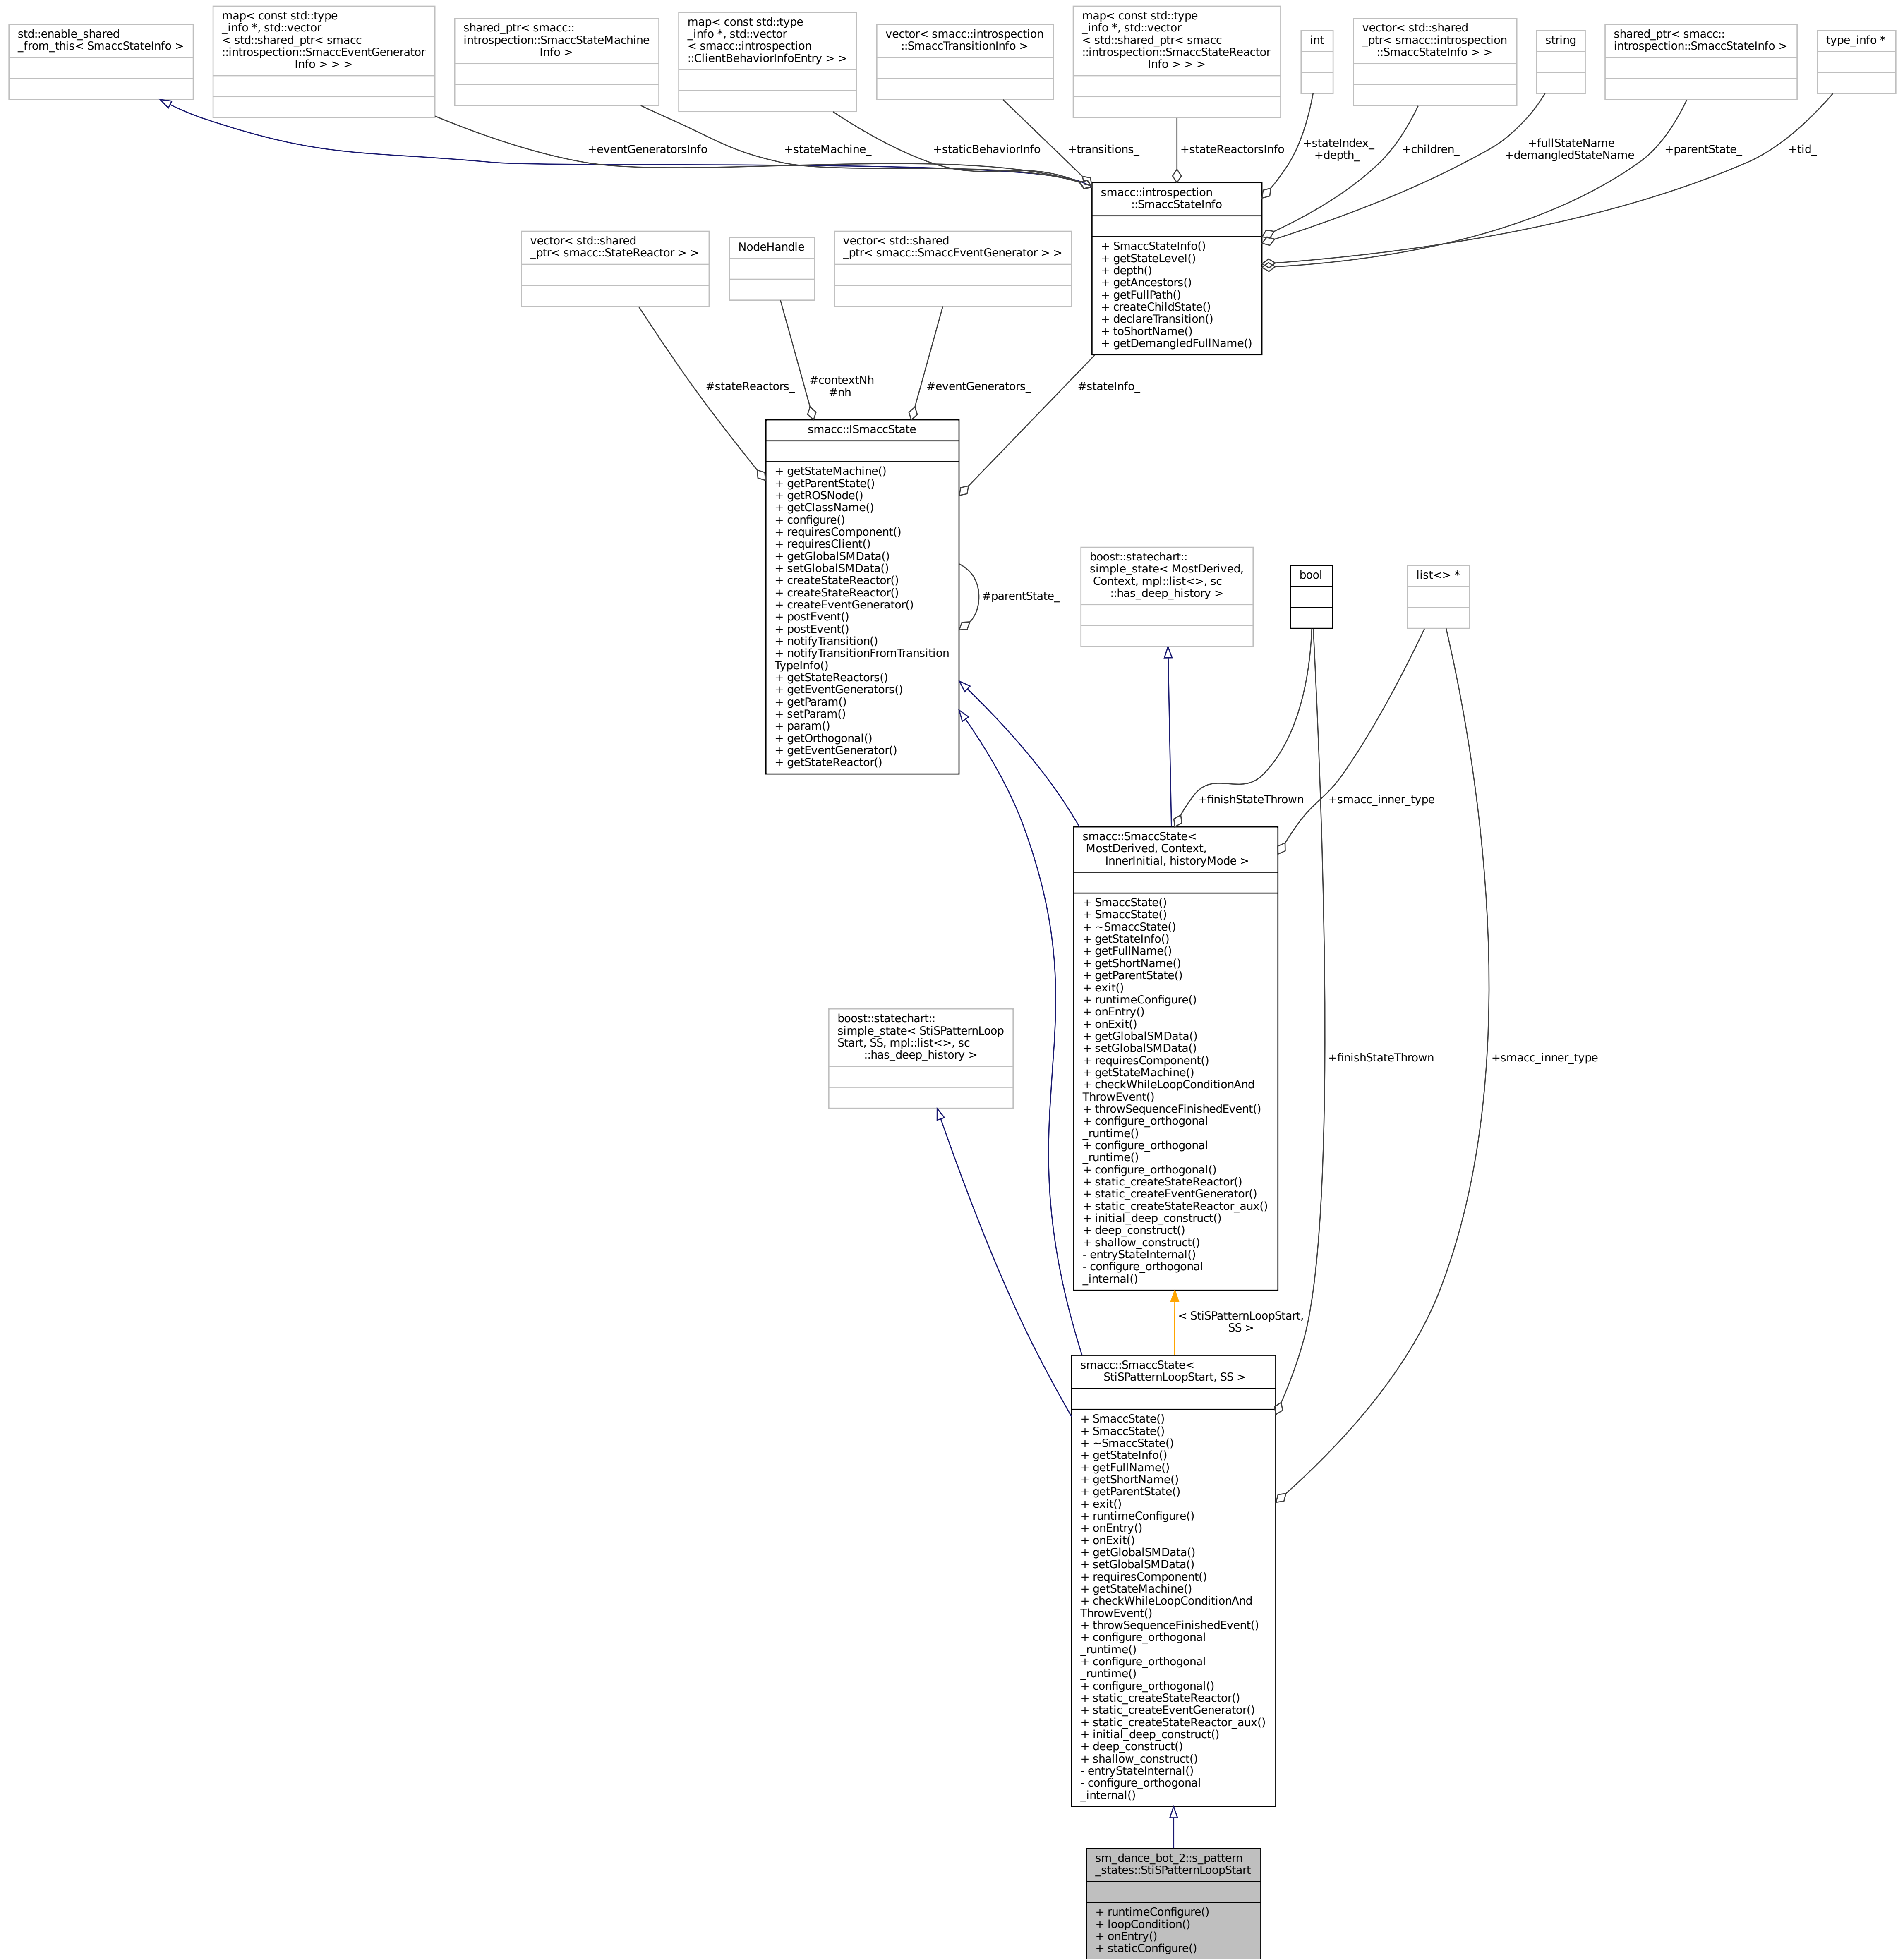 std::enable_shared
_from_this< SmaccStateInfo >
map< const std::type
_info *, std::vector
< std::shared_ptr< smacc
::introspection::SmaccEventGenerator
Info > > >
shared_ptr< smacc::
introspection::SmaccStateMachine
Info >
map< const std::type
_info *, std::vector
< smacc::introspection
::ClientBehaviorInfoEntry > >
vector< smacc::introspection
::SmaccTransitionInfo >
map< const std::type
_info *, std::vector
< std::shared_ptr< smacc
::introspection::SmaccStateReactor
Info > > >
int
vector< std::shared
_ptr< smacc::introspection
::SmaccStateInfo > >
string
shared_ptr< smacc::
introspection::SmaccStateInfo >
type_info *
+eventGeneratorsInfo
+stateMachine_
+staticBehaviorInfo
+transitions_
+stateReactorsInfo
+stateIndex_
+depth_
+children_
+fullStateName
+demangledStateName
+parentState_
+tid_
smacc::introspection
::SmaccStateInfo
+ SmaccStateInfo()
+ getStateLevel()
+ depth()
+ getAncestors()
+ getFullPath()
+ createChildState()
+ declareTransition()
+ toShortName()
+ getDemangledFullName()
vector< std::shared
_ptr< smacc::StateReactor > >
NodeHandle
vector< std::shared
_ptr< smacc::SmaccEventGenerator > >
#stateReactors_
#contextNh
#nh
#eventGenerators_
#stateInfo_
smacc::ISmaccState
+ getStateMachine()
+ getParentState()
+ getROSNode()
+ getClassName()
+ configure()
+ requiresComponent()
+ requiresClient()
+ getGlobalSMData()
+ setGlobalSMData()
+ createStateReactor()
+ createStateReactor()
+ createEventGenerator()
+ postEvent()
+ postEvent()
+ notifyTransition()
+ notifyTransitionFromTransition
TypeInfo()
+ getStateReactors()
+ getEventGenerators()
+ getParam()
+ setParam()
+ param()
+ getOrthogonal()
+ getEventGenerator()
+ getStateReactor()
#parentState_
boost::statechart::
simple_state< MostDerived,
Context, mpl::list<>, sc
::has_deep_history >
bool
list<> *
+finishStateThrown
+smacc_inner_type
smacc::SmaccState<
MostDerived, Context,
InnerInitial, historyMode >
+ SmaccState()
+ SmaccState()
+ ~SmaccState()
+ getStateInfo()
+ getFullName()
+ getShortName()
+ getParentState()
+ exit()
+ runtimeConfigure()
+ onEntry()
+ onExit()
+ getGlobalSMData()
+ setGlobalSMData()
+ requiresComponent()
+ getStateMachine()
+ checkWhileLoopConditionAnd
ThrowEvent()
+ throwSequenceFinishedEvent()
+ configure_orthogonal
_runtime()
+ configure_orthogonal
_runtime()
+ configure_orthogonal()
+ static_createStateReactor()
+ static_createEventGenerator()
+ static_createStateReactor_aux()
+ initial_deep_construct()
+ deep_construct()
+ shallow_construct()
- entryStateInternal()
- configure_orthogonal
_internal()
boost::statechart::
simple_state< StiSPatternLoop
Start, SS, mpl::list<>, sc
::has_deep_history >
+finishStateThrown
+smacc_inner_type
< StiSPatternLoopStart,
SS >
smacc::SmaccState<
StiSPatternLoopStart, SS >
+ SmaccState()
+ SmaccState()
+ ~SmaccState()
+ getStateInfo()
+ getFullName()
+ getShortName()
+ getParentState()
+ exit()
+ runtimeConfigure()
+ onEntry()
+ onExit()
+ getGlobalSMData()
+ setGlobalSMData()
+ requiresComponent()
+ getStateMachine()
+ checkWhileLoopConditionAnd
ThrowEvent()
+ throwSequenceFinishedEvent()
+ configure_orthogonal
_runtime()
+ configure_orthogonal
_runtime()
+ configure_orthogonal()
+ static_createStateReactor()
+ static_createEventGenerator()
+ static_createStateReactor_aux()
+ initial_deep_construct()
+ deep_construct()
+ shallow_construct()
- entryStateInternal()
- configure_orthogonal
_internal()
sm_dance_bot_2::s_pattern
_states::StiSPatternLoopStart
+ runtimeConfigure()
+ loopCondition()
+ onEntry()
+ staticConfigure()